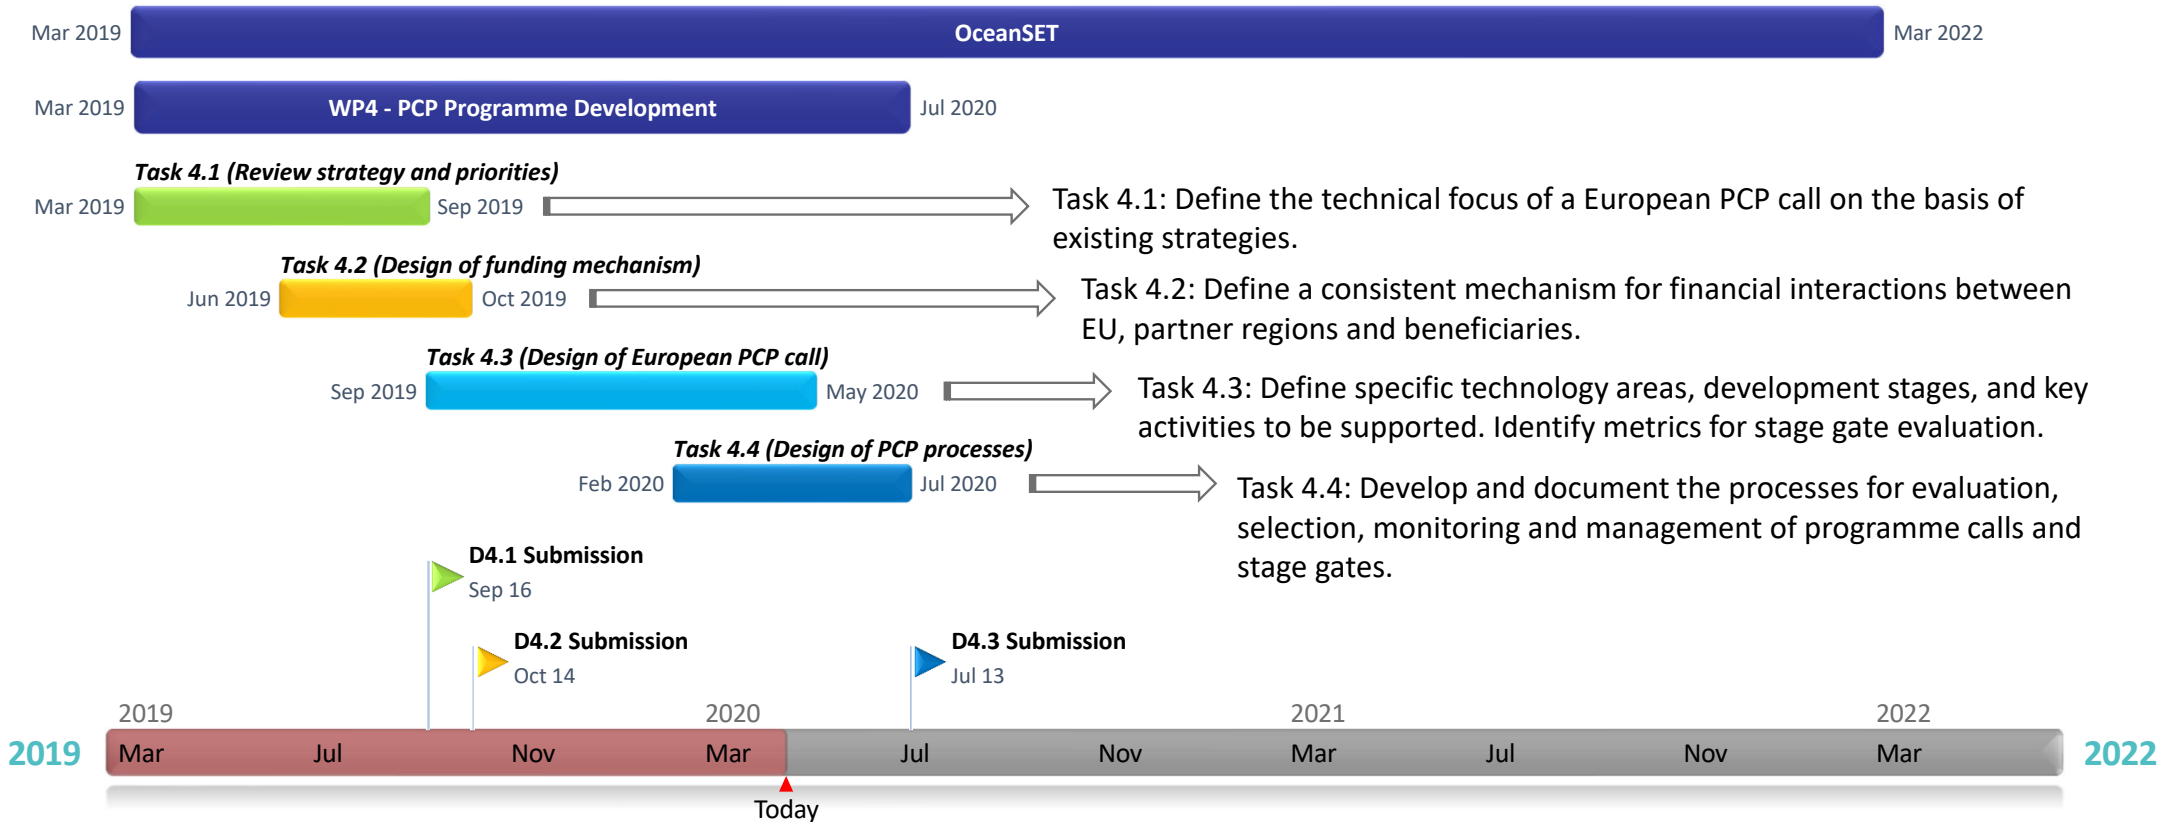 Mar 2019
OceanSET
Mar 2022
Mar 2019
WP4 - PCP Programme Development
Jul 2020
Task 4.1 (Review strategy and priorities)
Mar 2019
Sep 2019
Task 4.1: Define the technical focus of a European PCP call on the basis of
existing strategies.
Task 4.2 (Design of funding mechanism)
Jun 2019
Oct 2019
Task 4.2: Define a consistent mechanism for financial interactions between
EU, partner regions and beneficiaries.
Task 4.3 (Design of European PCP call)
Sep 2019
May 2020
Task 4.3: Define specific technology areas, development stages, and key
activities to be supported. Identify metrics for stage gate evaluation.
Task 4.4 (Design of PCP processes)
Feb 2020
Jul 2020
Task 4.4: Develop and document the processes for evaluation,
selection, monitoring and management of programme calls and
stage gates.
D4.1 Submission
Sep 16
D4.2 Submission
Oct 14
D4.3 Submission
Jul 13
2019
2020
2021
2022
2019
Mar
Jul
Nov
Mar
Jul
Nov
Mar
Jul
Nov
Mar
2022
Today